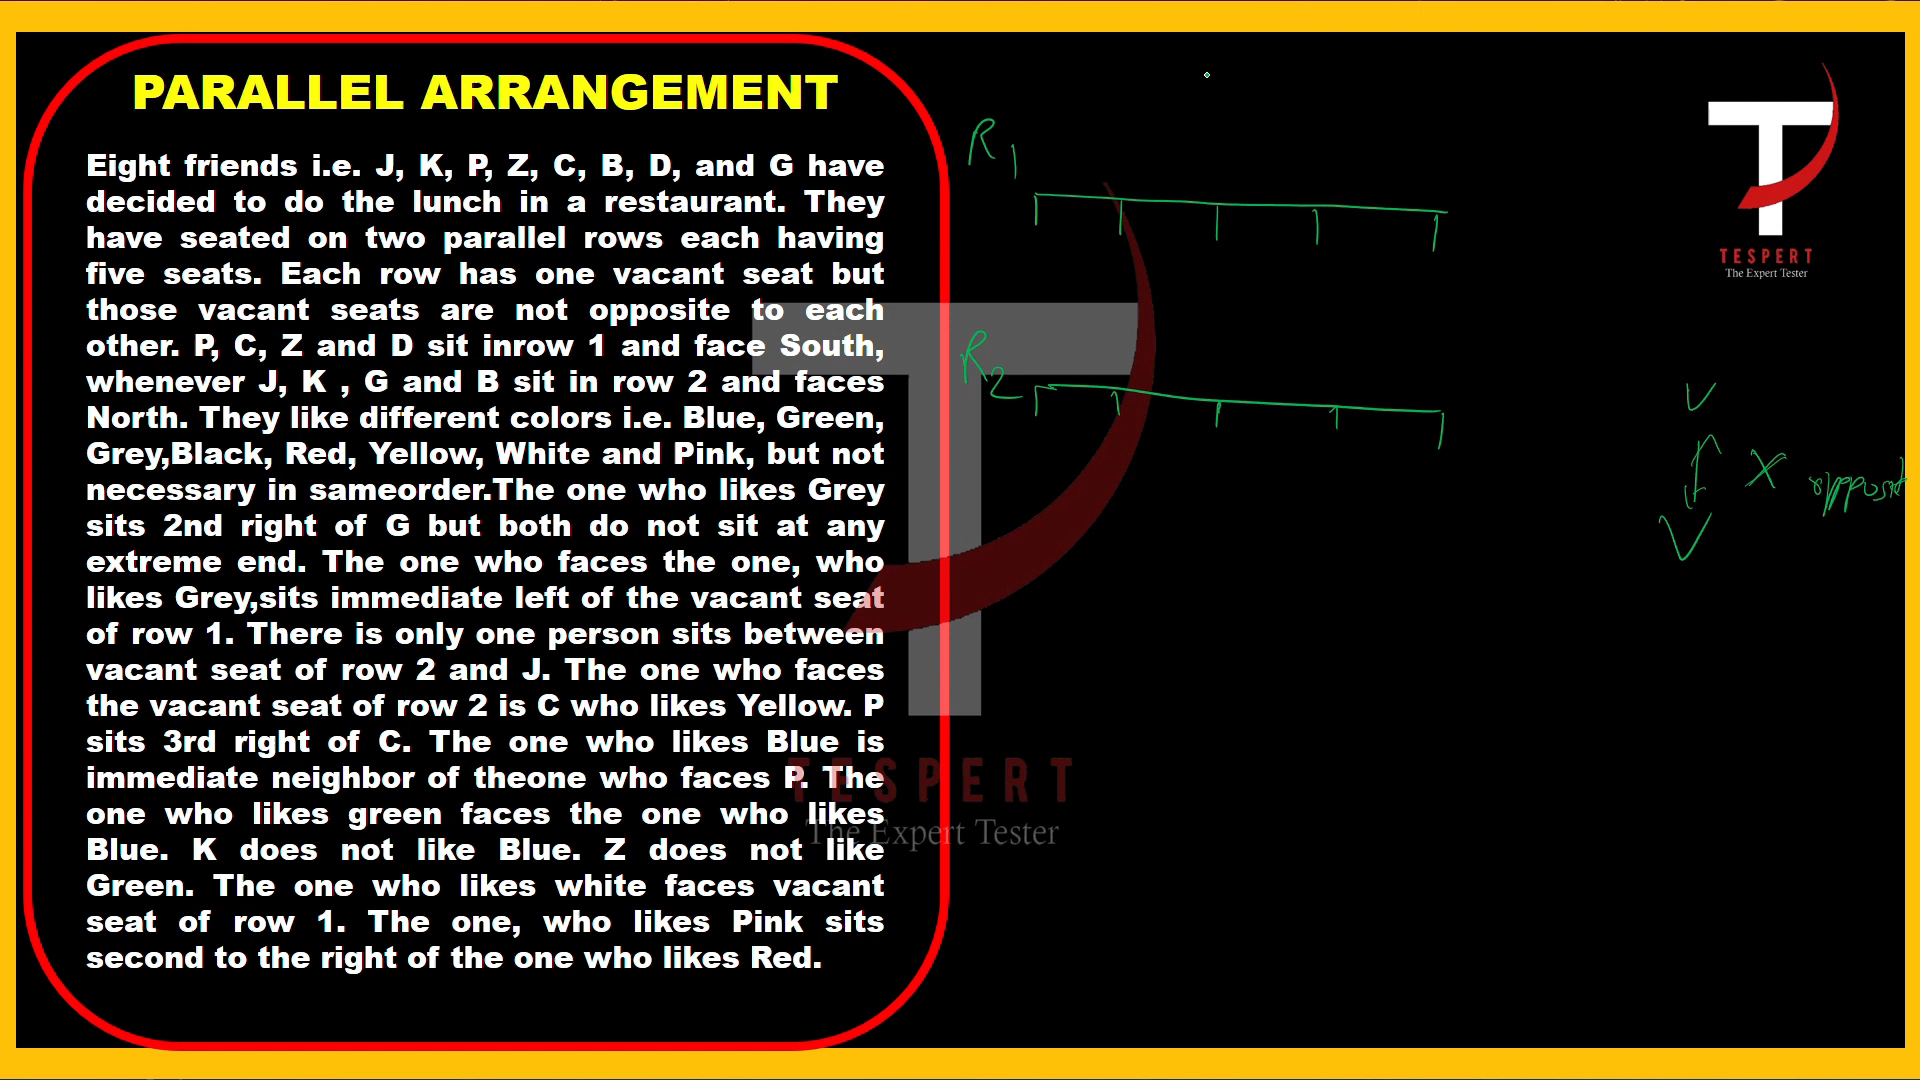 PARALLEL ARRANGEMENT
Eight friends i.e. J, K, P, Z, C, B, D, and G have
decided to do the lunch in a restaurant. They
have seated on two parallel rows each having
five seats. Each row has one vacant seat but
those vacant seats are not opposite to each
other. P, C, Z and D sit inrow 1 and face South,
whenever J, K , G and B sit in row 2 and faces
North. They like different colors i.e. Blue, Green,
Grey,Black, Red, Yellow, White and Pink, but not
necessary in sameorder.The one who likes Grey
sits 2nd right of G but both do not sit at any
extreme end. The one who faces the one, who
likes Grey,sits immediate left of the vacant seat
of row 1. There is only one person sits between
vacant seat of row 2 and J. The one who faces
the vacant seat of row 2 is C who likes Yellow. P
sits 3rd right of C. The one who likes Blue is
immediate neighbor of theone who faces P. The
one who likes green faces the one who likes
Blue. K does not like Blue. Z does not like
Green. The one who likes white faces vacant
seat of row 1. The one, who likes Pink sits
second to the right of the one who likes Red.
R1
R2
V
X opposit
V
T
TESPERT
The Expert Tester
TESPERT
The Expert Tester